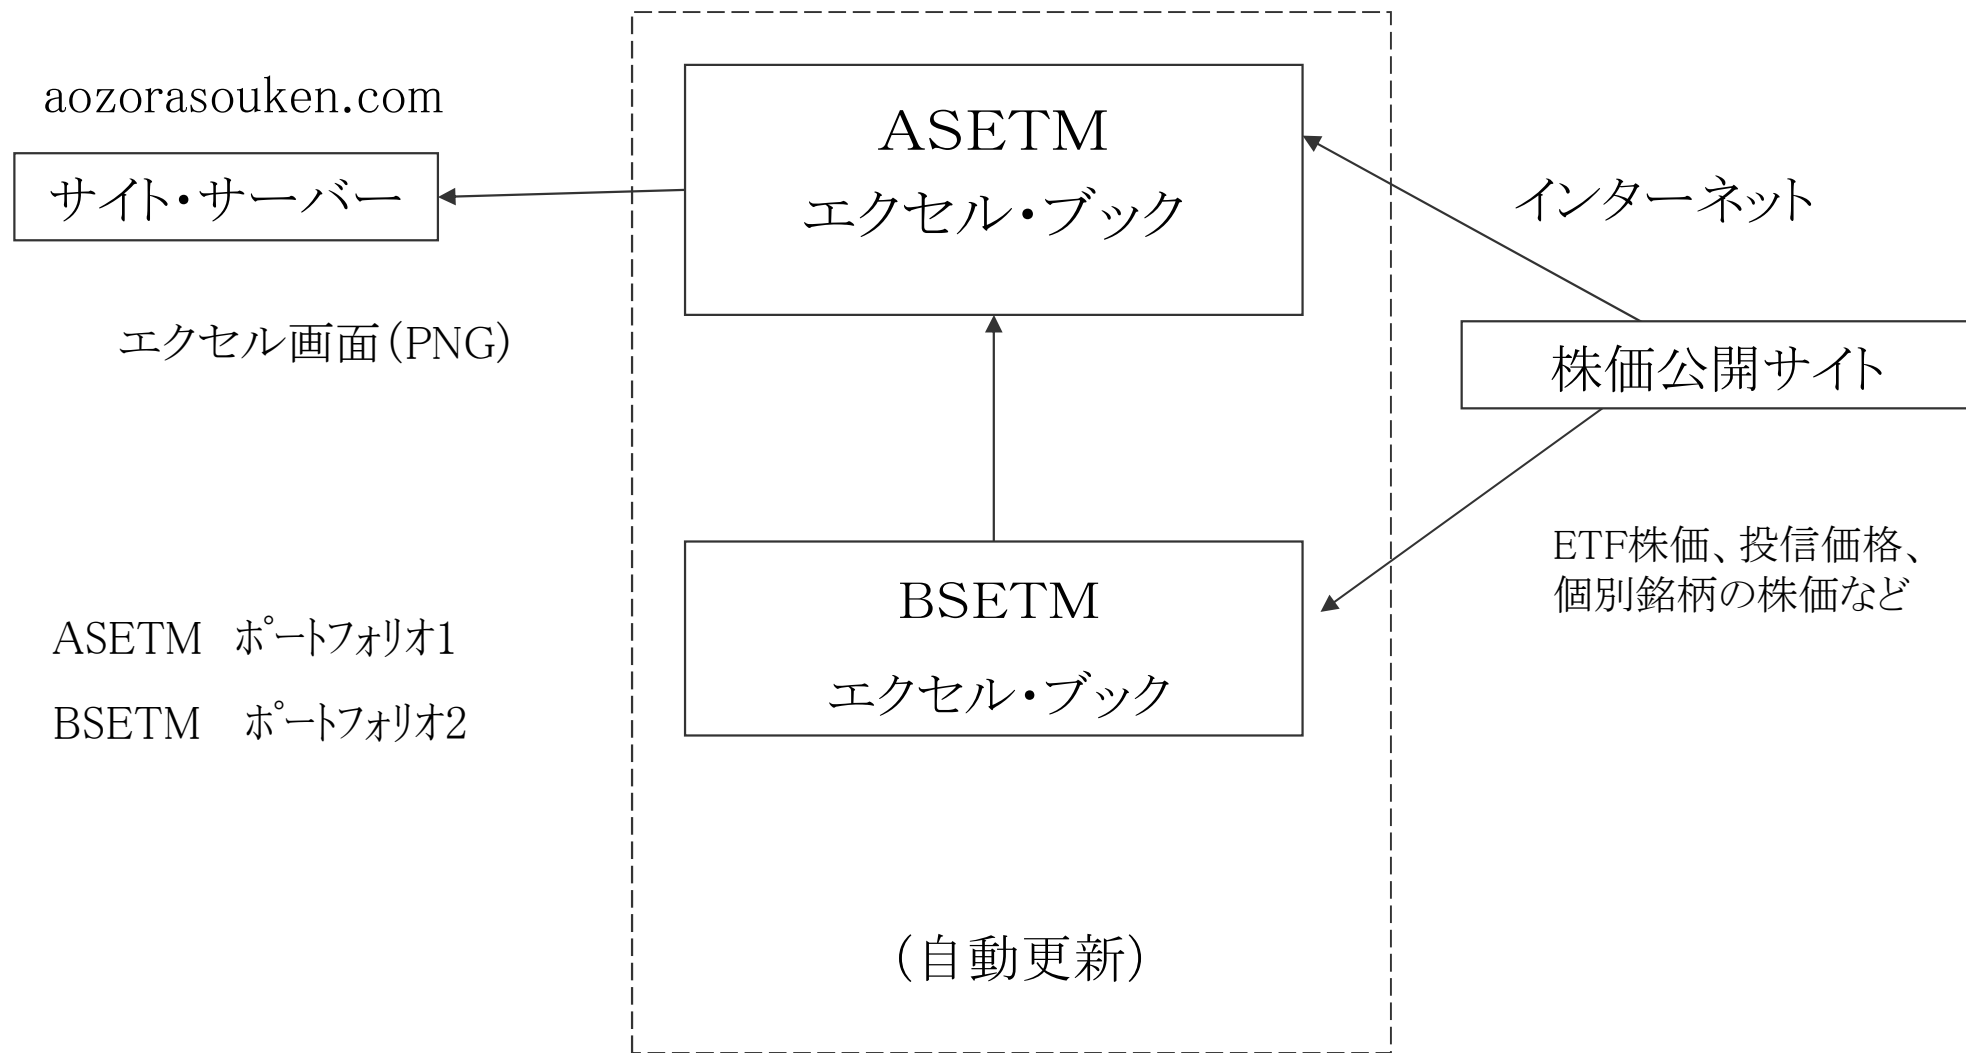 aozorasouken.com
サイト・サーバー
エクセル画面(PNG)
ASETM
エクセル・ブック
インターネット
株価公開サイト
ETF株価、投信価格、
個別銘柄の株価など
BSETM
エクセル・ブック
ASETM ポートフォリオ1
BSETM ポートフォリオ2
(自動更新)